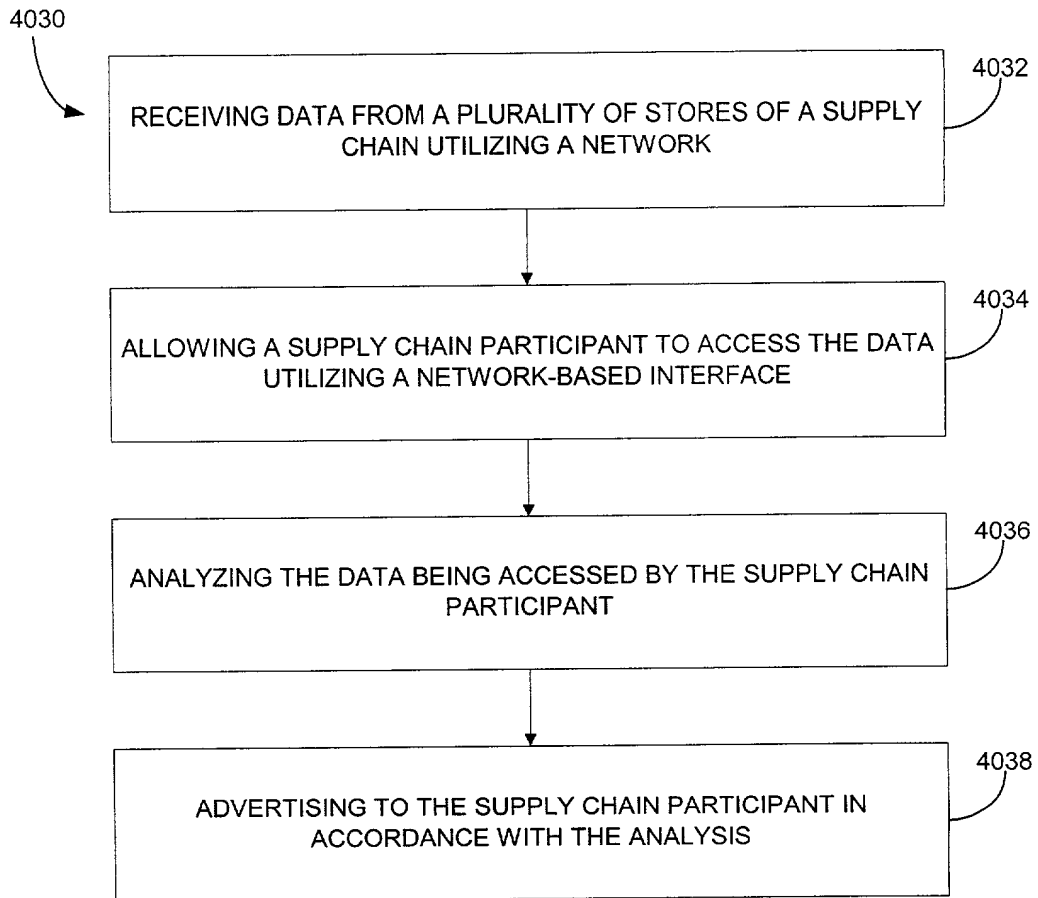 4030
4032
RECEIVING DATA FROM A PLURALITY OF STORES OF A SUPPLY
CHAIN UTILIZING A NETWORK
4034
ALLOWING A SUPPLY CHAIN PARTICIPANT TO ACCESS THE DATA
UTILIZING A NETWORK-BASED INTERFACE
4036
ANALYZING THE DATA BEING ACCESSED BY THE SUPPLY CHAIN
PARTICIPANT
4038
ADVERTISING TO THE SUPPLY CHAIN PARTICIPANT IN
ACCORDANCE WITH THE ANALYSIS